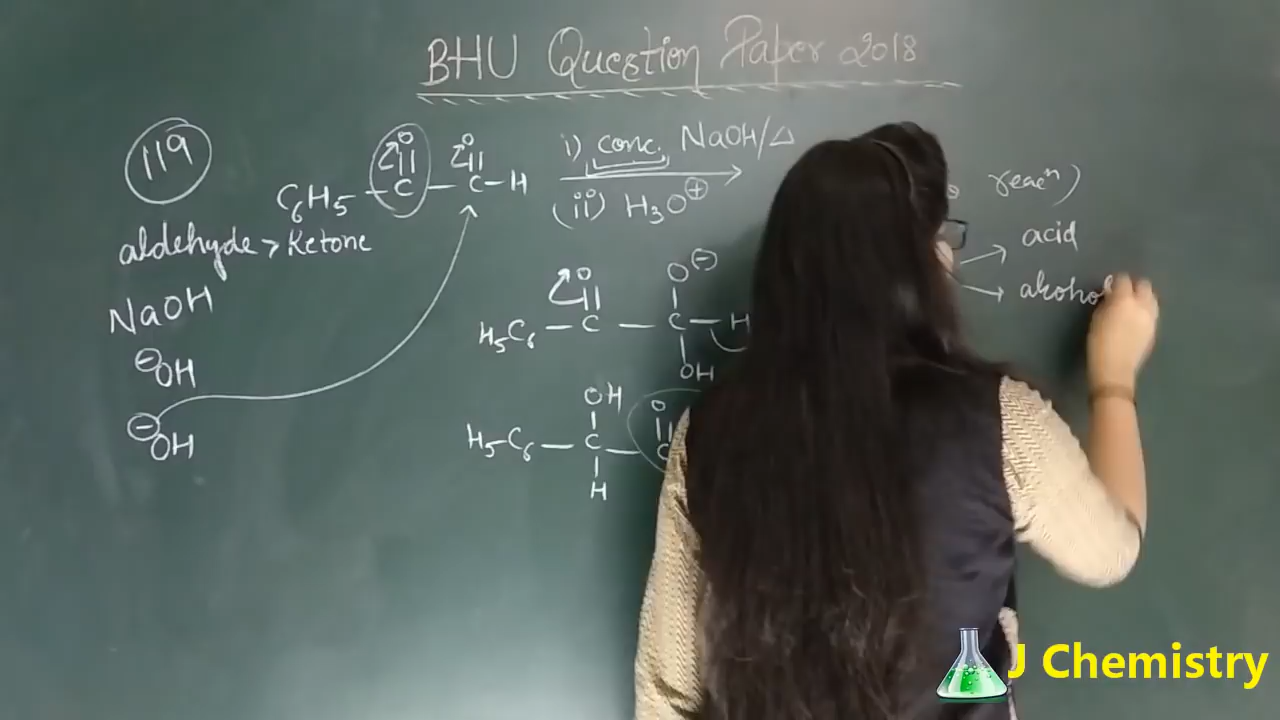 BHU Question Paper 2018
119
C6H5 — C — C — H
O O
i) conc. NaOH/△
(ii) H3O⊕
reacn)
acid
alcohol
aldehyde > Ketone
NaOH
⊖OH
⊖OH
O O⊖
H5C6 — C — C — H
OH
OH O
H5C6 — C — C
H
J Chemistry